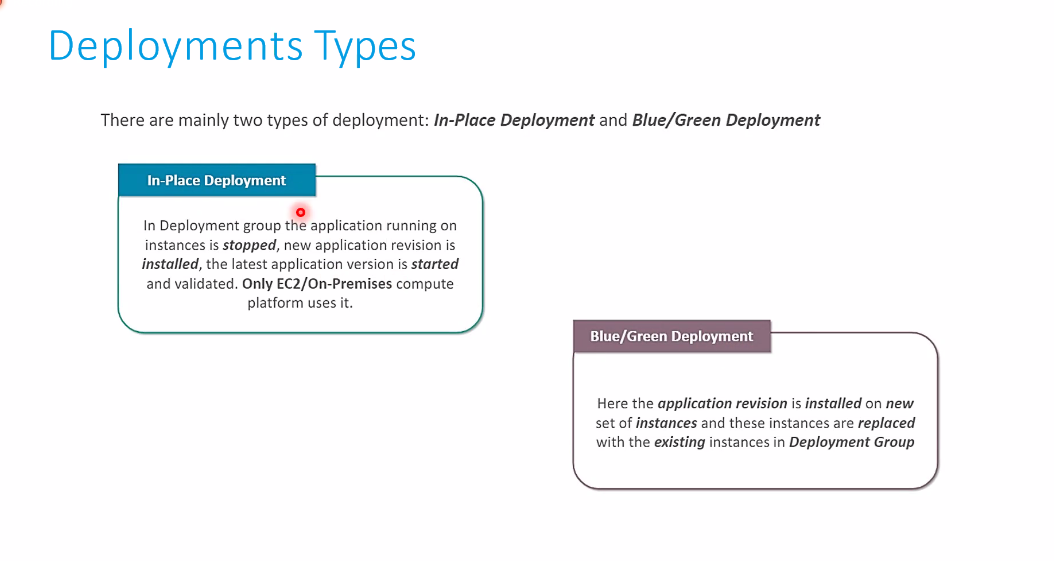 Deployments Types
There are mainly two types of deployment: In-Place Deployment and Blue/Green Deployment
In-Place Deployment
In Deployment group the application running on
instances is stopped, new application revision is
installed, the latest application version is started
and validated. Only EC2/On-Premises compute
platform uses it.
Blue/Green Deployment
Here the application revision is installed on new
set of instances and these instances are replaced
with the existing instances in Deployment Group